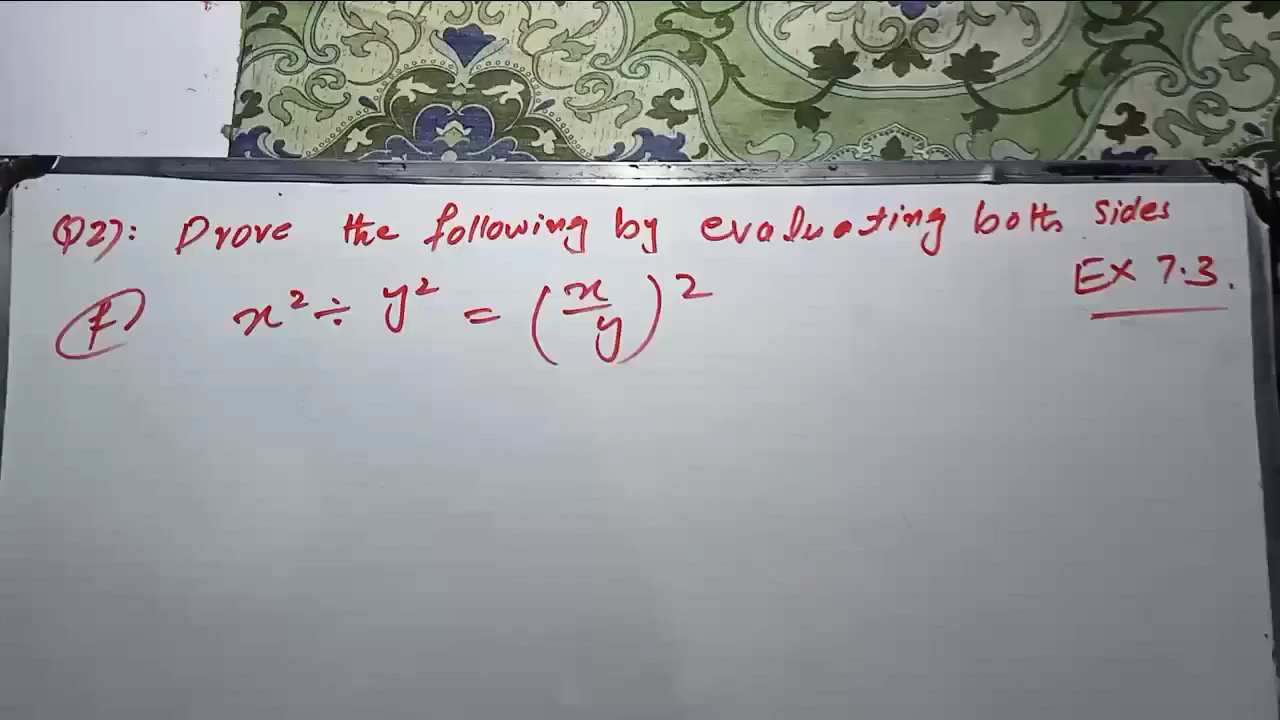 Q2): Prove the following by evaluating both sides
EX 7.3.
f x² ÷ y² = (x/y)²